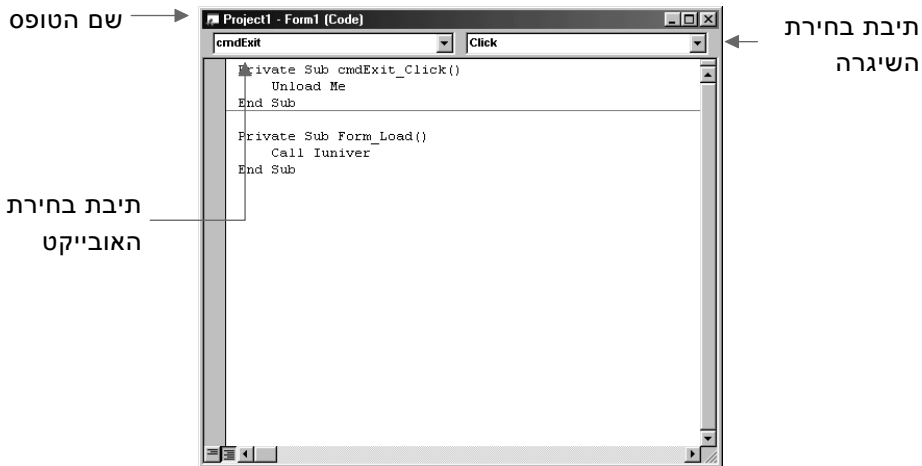 שם הטופס
Project1 - Form1 (Code)
תיבת בחירת
השיגרה
cmdExit
Click
Private Sub cmdExit_Click()
Unload Me
End Sub
Private Sub Form_Load()
Call Iuniver
End Sub
תיבת בחירת
האובייקט